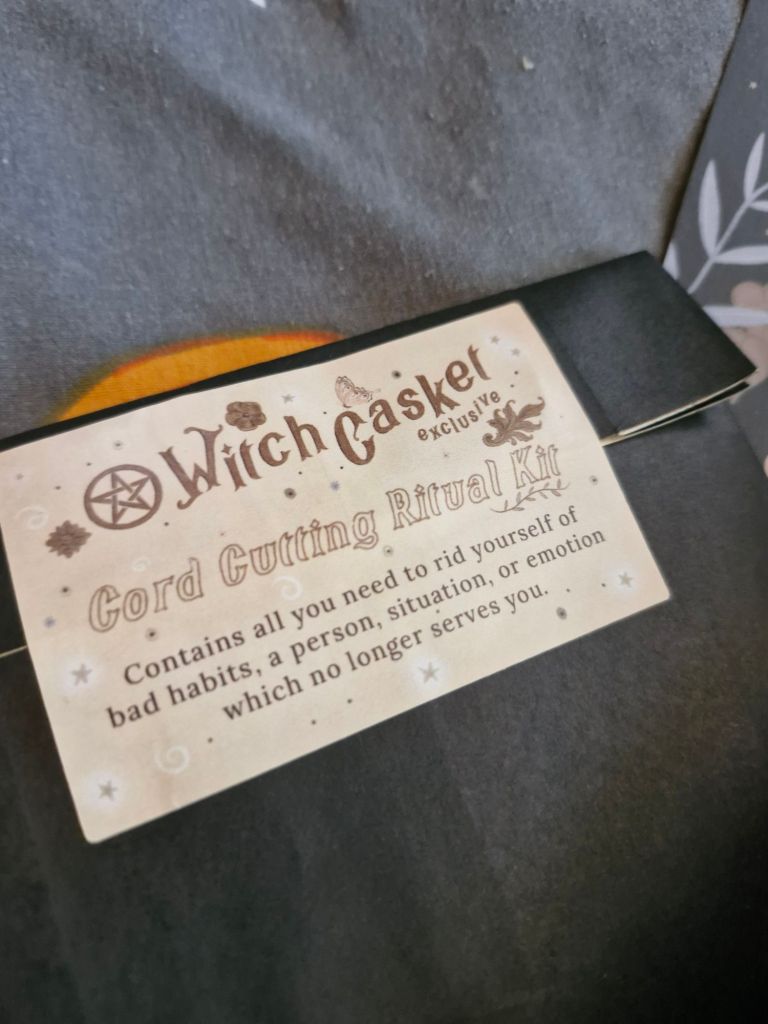 Witch Casket
exclusive
Cord Cutting Ritual Kit
Contains all you need to rid yourself of
bad habits, a person, situation, or emotion
which no longer serves you.